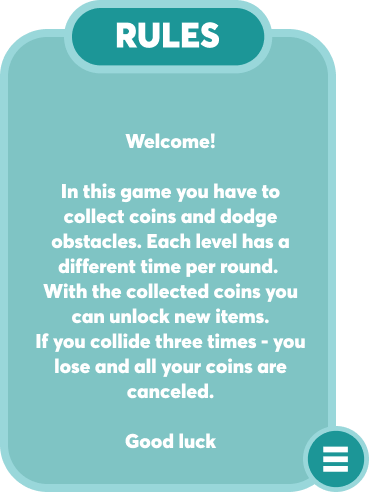 RULES
Welcome!
In this game you have to
collect coins and dodge
obstacles. Each level has a
different time per round.
With the collected coins you
can unlock new items.
If you collide three times - you
lose and all your coins are
canceled.
Good luck